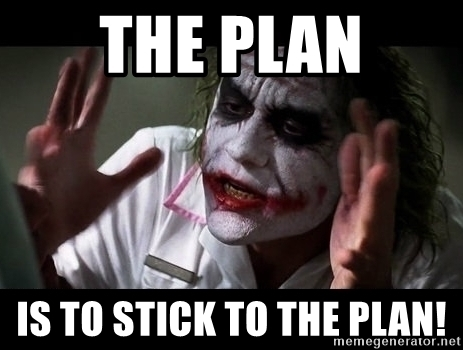 THE PLAN
IS TO STICK TO THE PLAN!
memegenerator.net